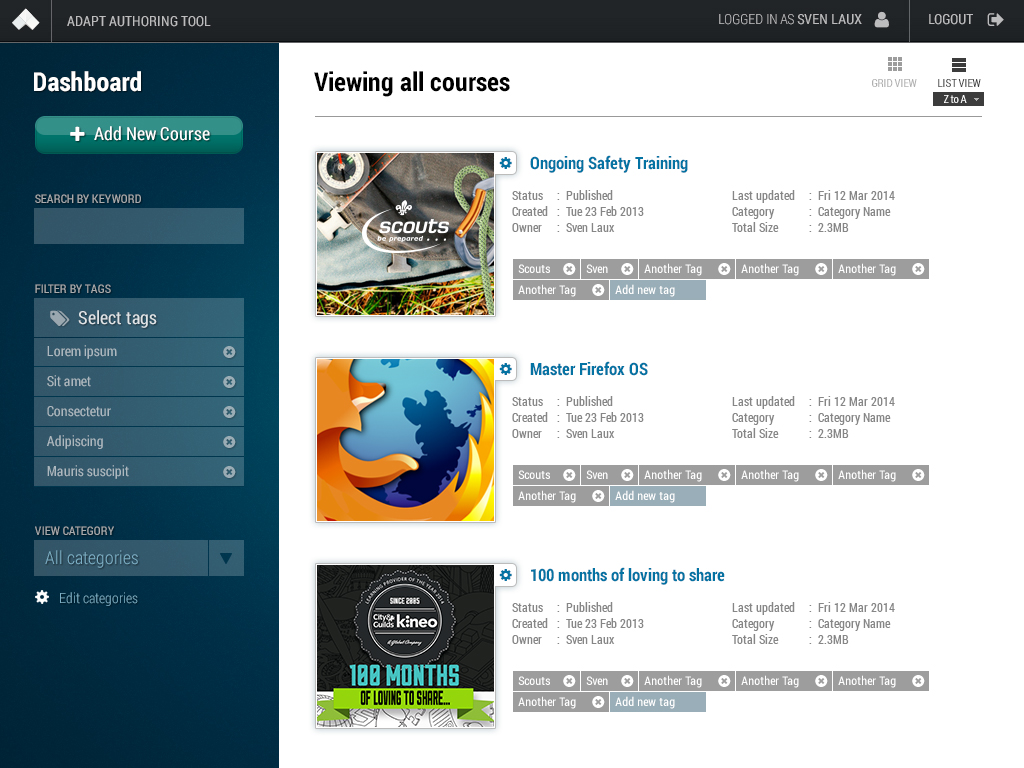 ADAPT AUTHORING TOOL
LOGGED IN AS SVEN LAUX
LOGOUT
Dashboard
Add New Course
SEARCH BY KEYWORD
FILTER BY TAGS
Select tags
Lorem ipsum
Sit amet
Consectetur
Adipiscing
Mauris suscipit
VIEW CATEGORY
All categories
Edit categories
Viewing all courses
GRID VIEW
LIST VIEW
Z to A
scouts
be prepared . . .
Ongoing Safety Training
Status : Published Last updated : Fri 12 Mar 2014
Created : Tue 23 Feb 2013 Category : Category Name
Owner : Sven Laux Total Size : 2.3MB
Scouts Sven Another Tag Another Tag Another Tag
Another Tag Add new tag
Master Firefox OS
Status : Published Last updated : Fri 12 Mar 2014
Created : Tue 23 Feb 2013 Category : Category Name
Owner : Sven Laux Total Size : 2.3MB
Scouts Sven Another Tag Another Tag Another Tag
Another Tag Add new tag
LEARNING PROVIDER OF THE YEAR 2014
SINCE 2005
City& Guilds kineo
A Global Company
100 MONTHS
OF LOVING TO SHARE...
100 months of loving to share
Status : Published Last updated : Fri 12 Mar 2014
Created : Tue 23 Feb 2013 Category : Category Name
Owner : Sven Laux Total Size : 2.3MB
Scouts Sven Another Tag Another Tag Another Tag
Another Tag Add new tag